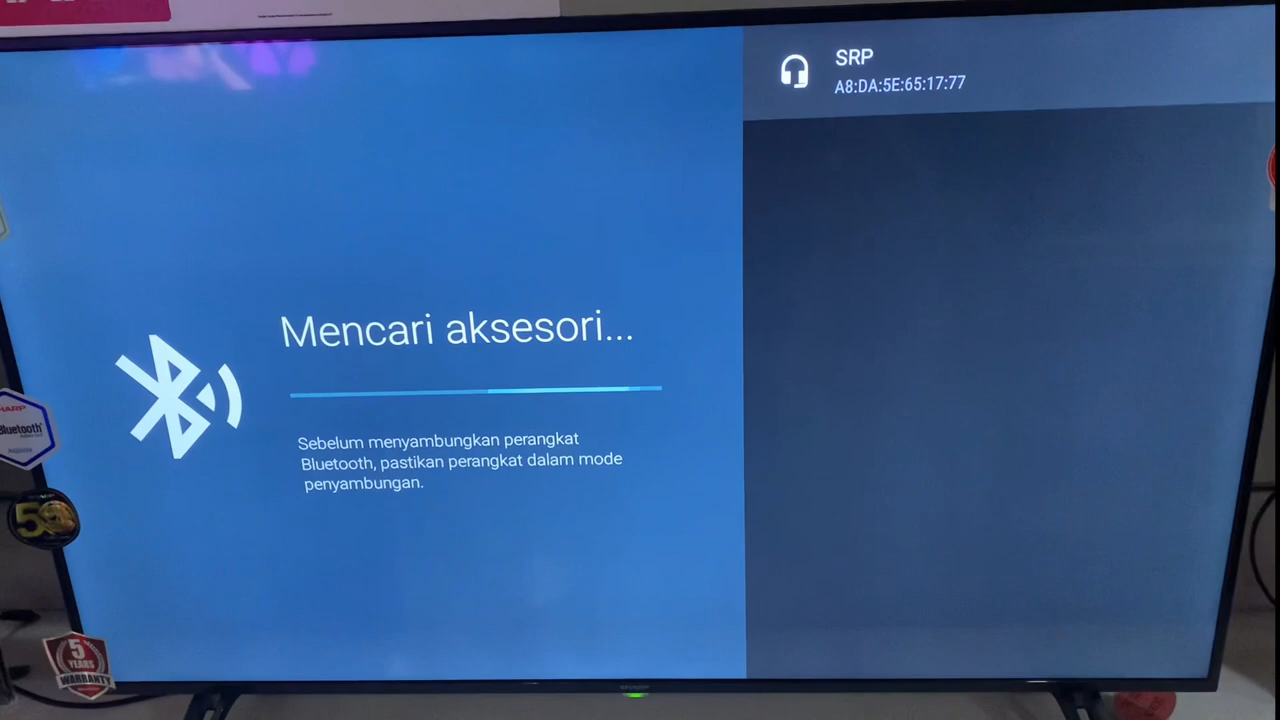 SRP
A8:DA:5E:65:17:77
Mencari aksesori...
Sebelum menyambungkan perangkat
Bluetooth, pastikan perangkat dalam mode
penyambungan.
Bluetooth
5
YEARS
WARRANTY
SHARP